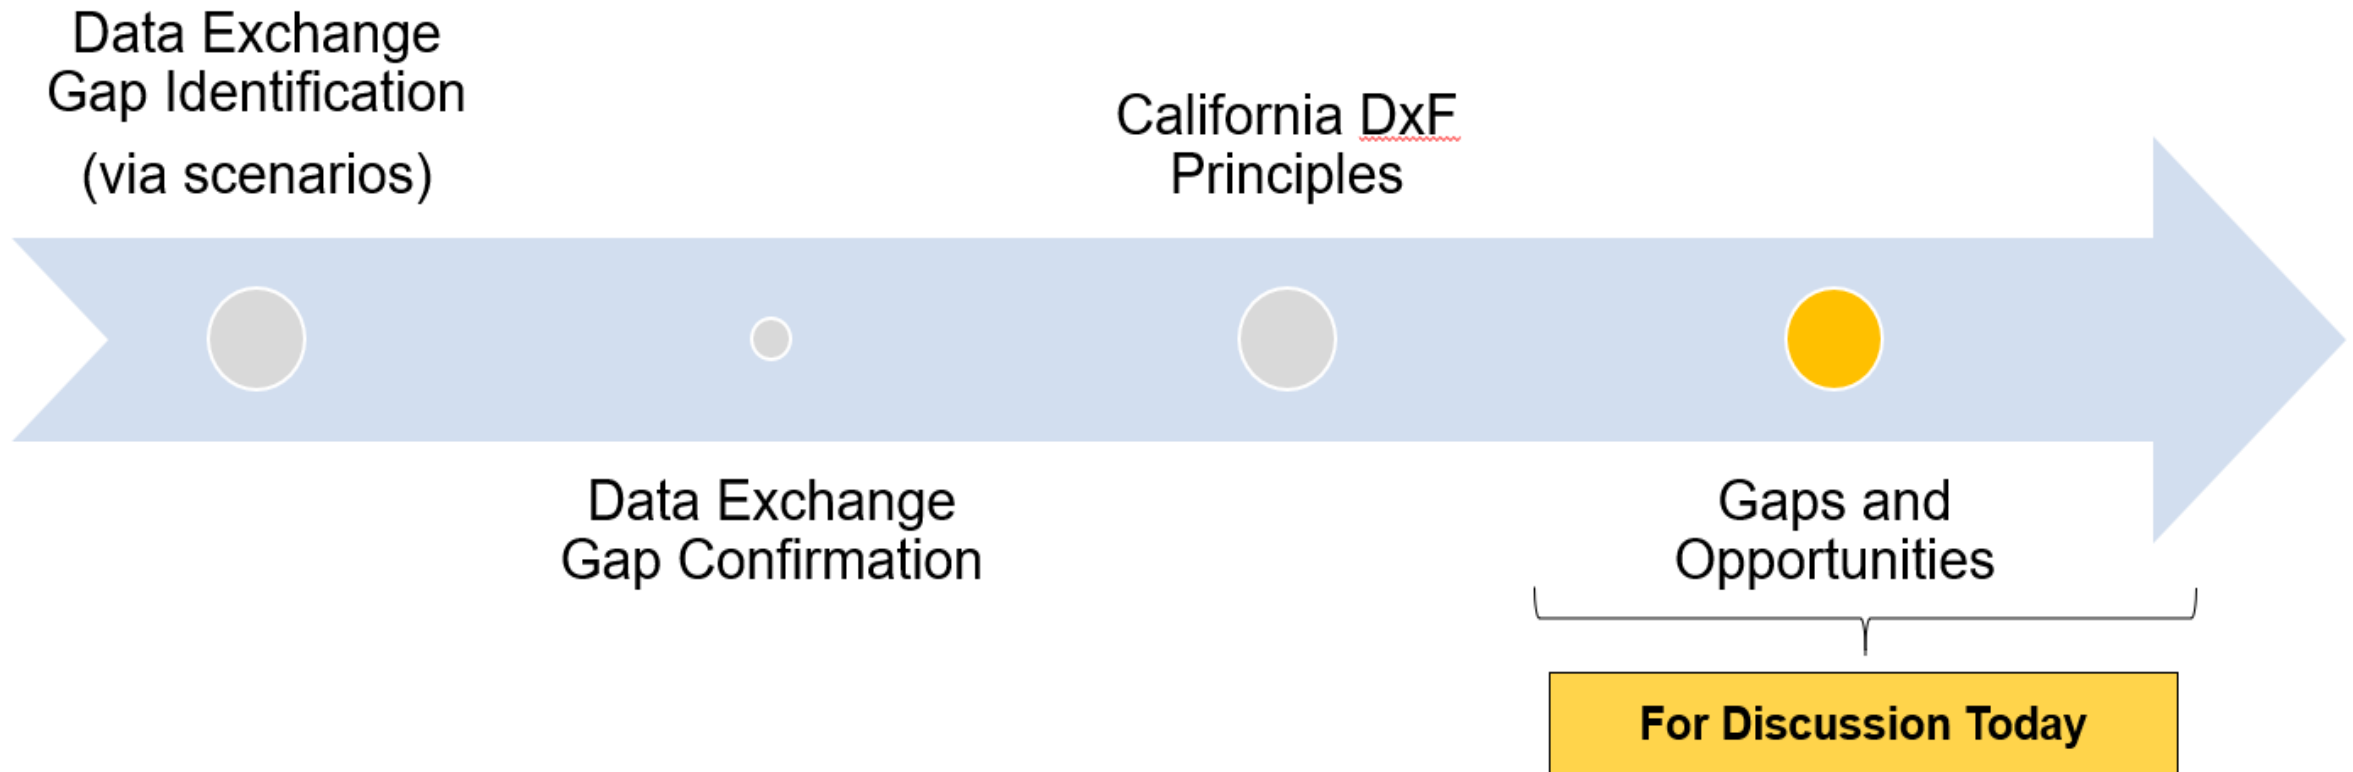 Data Exchange
Gap Identification
(via scenarios)
Data Exchange
Gap Confirmation
California DxF
Principles
Gaps and
Opportunities
For Discussion Today